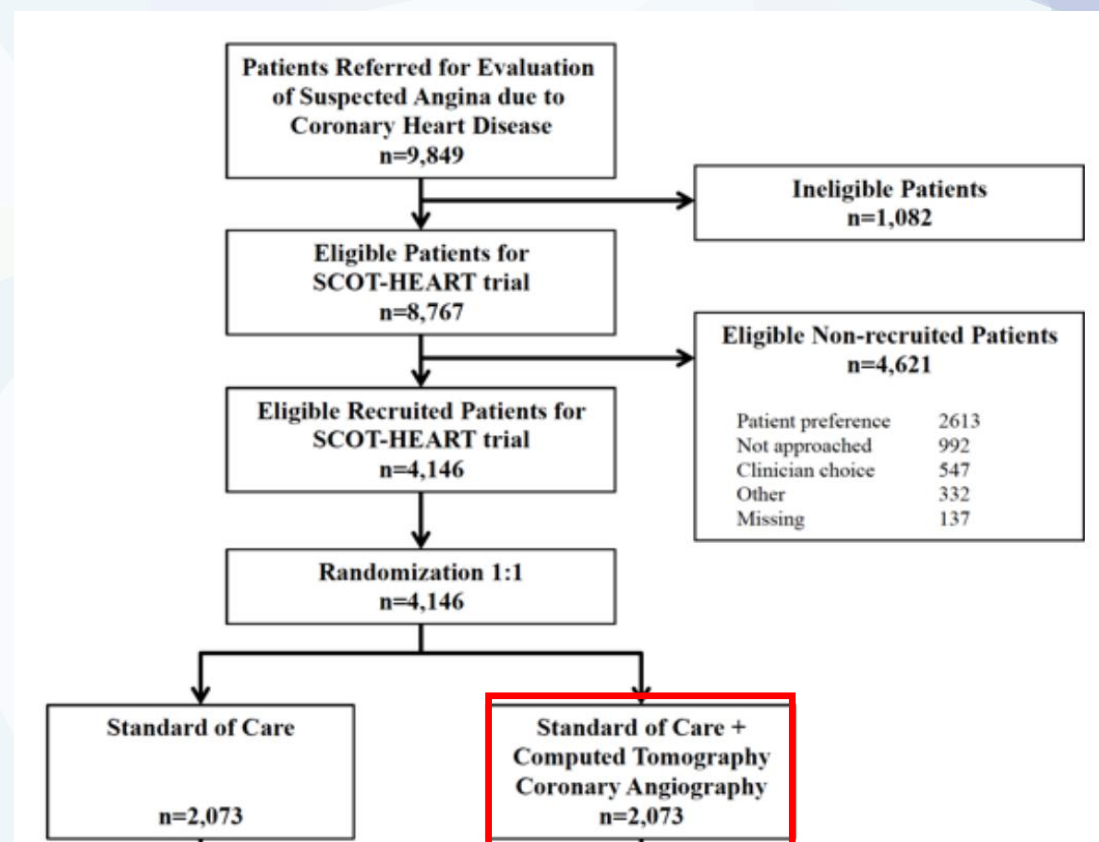 Patients Referred for Evaluation
of Suspected Angina due to
Coronary Heart Disease
n=9,849
Ineligible Patients
n=1,082
Eligible Patients for
SCOT-HEART trial
n=8,767
Eligible Non-recruited Patients
n=4,621
Patient preference 2613
Not approached 992
Clinician choice 547
Other 332
Missing 137
Eligible Recruited Patients for
SCOT-HEART trial
n=4,146
Randomization 1:1
n=4,146
Standard of Care
n=2,073
Standard of Care +
Computed Tomography
Coronary Angiography
n=2,073